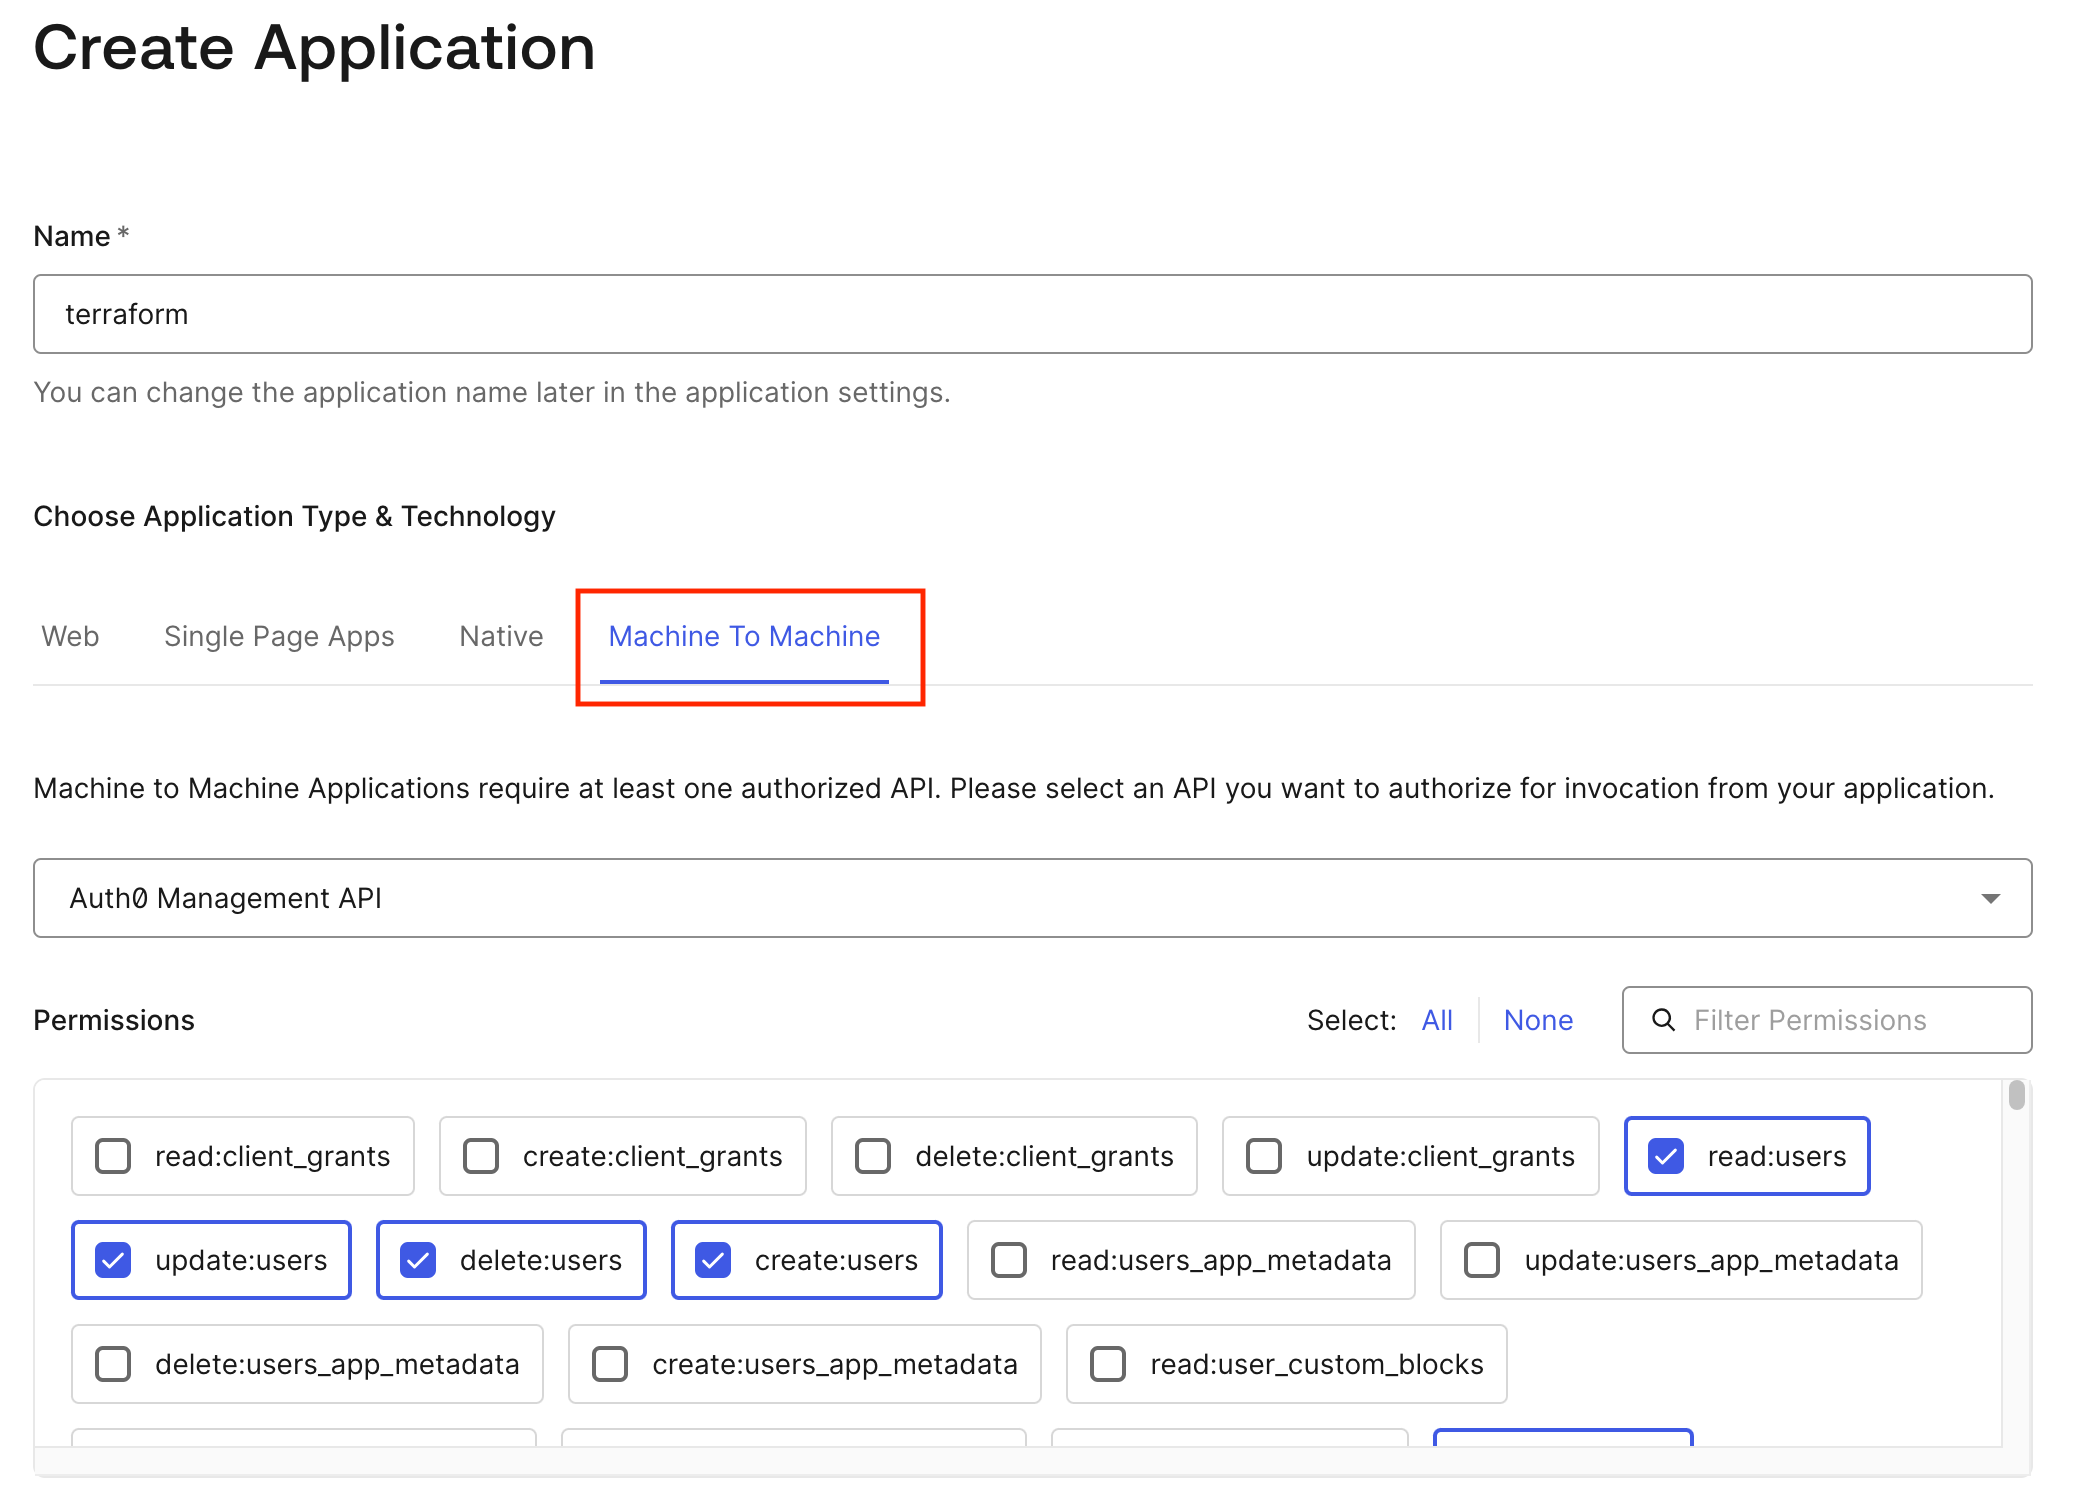 Create Application
Name *
terraform
You can change the application name later in the application settings.
Choose Application Type & Technology
Web Single Page Apps Native Machine To Machine
Machine to Machine Applications require at least one authorized API. Please select an API you want to authorize for invocation from your application.
Auth0 Management API
Permissions Select: All None Filter Permissions
read:client_grants create:client_grants delete:client_grants update:client_grants read:users
update:users delete:users create:users read:users_app_metadata update:users_app_metadata
delete:users_app_metadata create:users_app_metadata read:user_custom_blocks